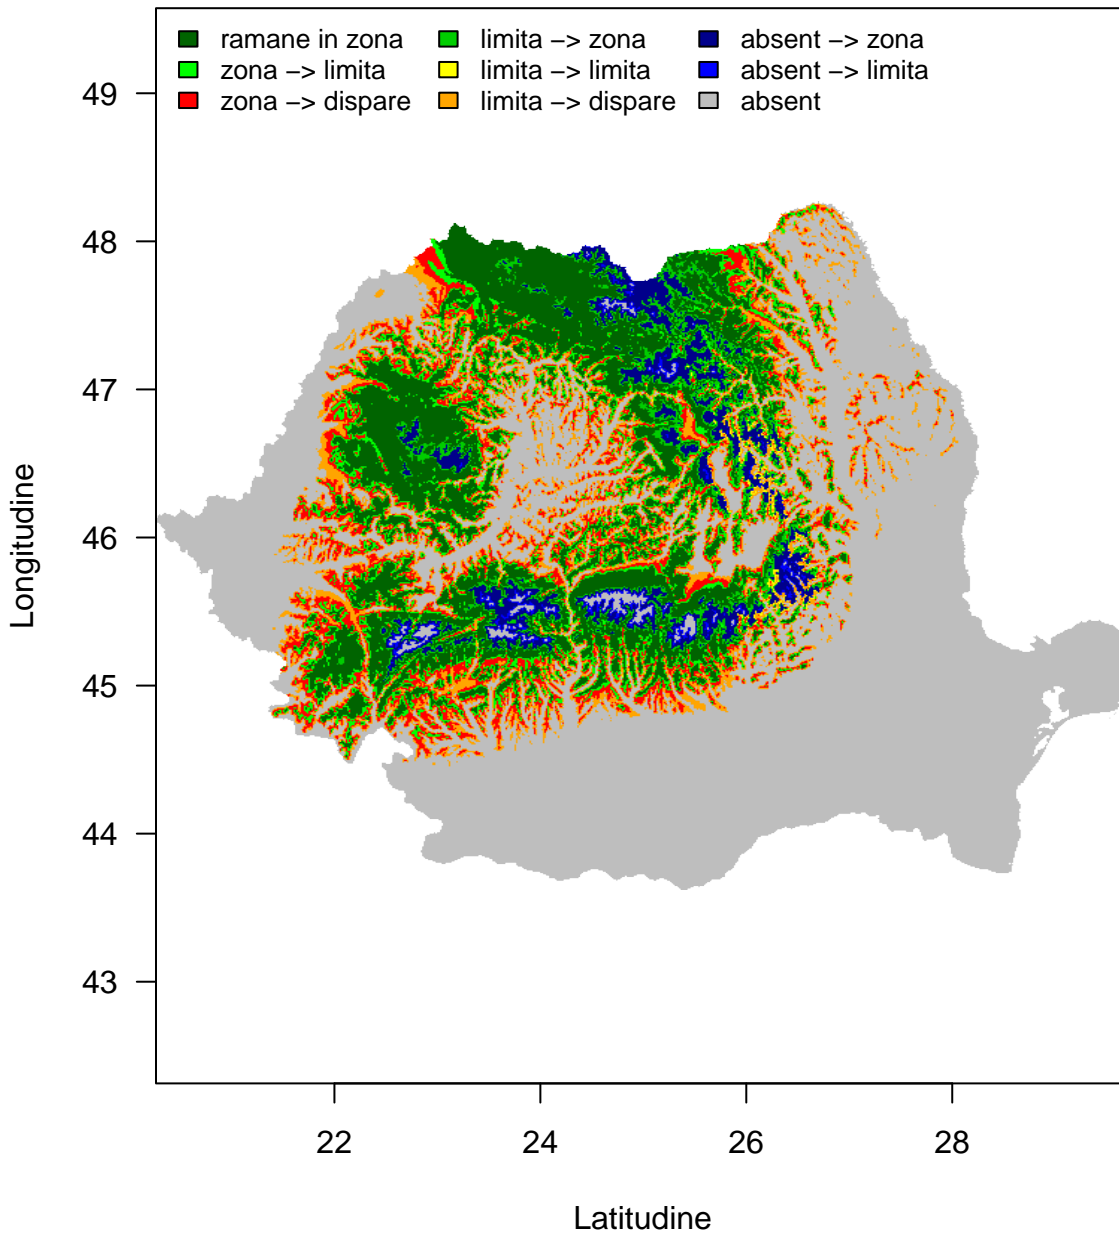 ramane in zona
limita −> zona
absent −> zona
zona −> limita
limita −> limita
absent −> limita
zona −> dispare
limita −> dispare
absent
49
48
47
46
45
44
43
Longitudine
22
24
26
28
Latitudine